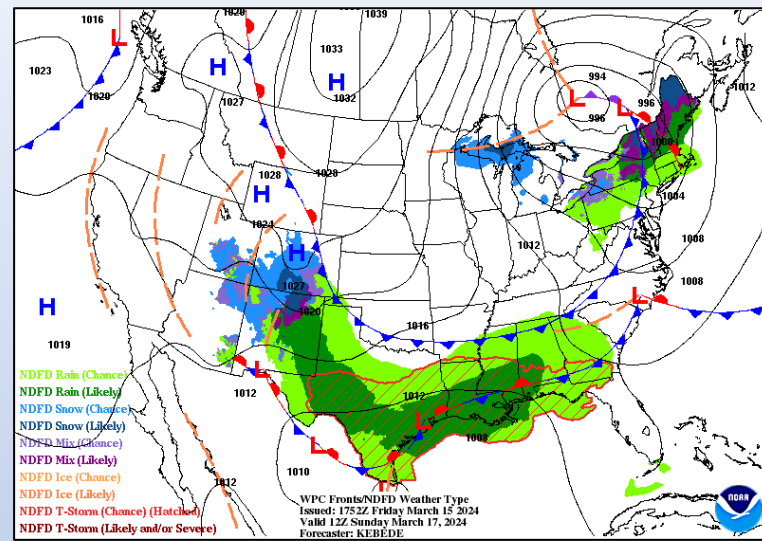 1016
1028
1039
1033
1032
1023
1020
1027
994
996
996
1012
1000
1004
1008
1008
1028
1028
1024
1027
1020
1012
1016
1019
1012
1012
1008
1010
1012
L
L
L
L
L
L
L
L
H
H
H
H
H
NDFD Rain (Chance)
NDFD Rain (Likely)
NDFD Snow (Chance)
NDFD Snow (Likely)
NDFD Mix (Chance)
NDFD Mix (Likely)
NDFD Ice (Chance)
NDFD Ice (Likely)
NDFD T-Storm (Chance) (Hatched)
NDFD T-Storm (Likely and/or Severe)
WPC Fronts/NDFD Weather Type
Issued: 1752Z Friday March 15 2024
Valid 12Z Sunday March 17, 2024
Forecaster: KEBEDE
NOAA